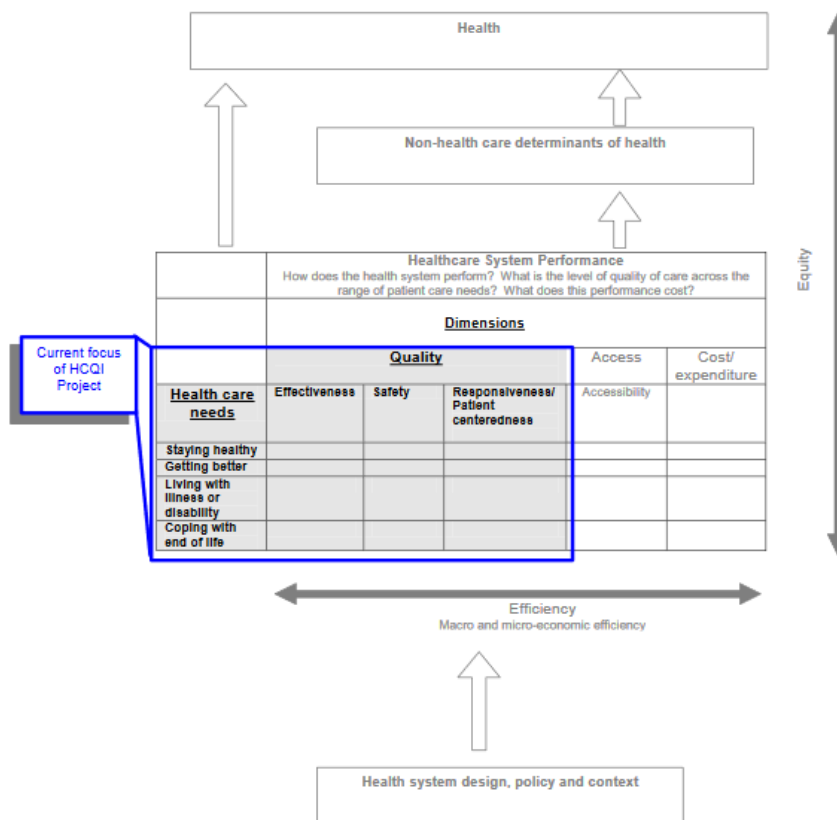 Health
Non-health care determinants of health
Equity
Healthcare System Performance
How does the health system perform? What is the level of quality of care across the
range of patient care needs? What does this performance cost?
Dimensions
Current focus
of HCQI
Project
Quality
Access
Cost/
expenditure
Health care
needs
Effectiveness
Safety
Responsiveness/
Patient
centeredness
Accessibility
Staying healthy
Getting better
Living with
illness or
disability
Coping with
end of life
Efficiency
Macro and micro-economic efficiency
Health system design, policy and context